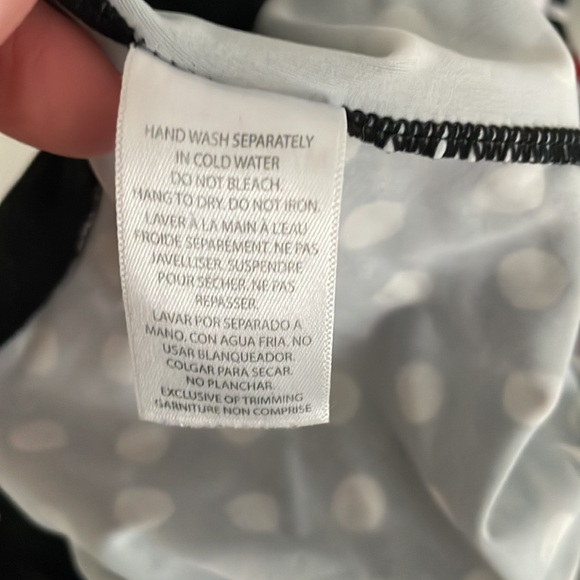 HAND WASH SEPARATELY
IN COLD WATER
DO NOT BLEACH.
HANG TO DRY. DO NOT IRON.
LAVER À LA MAIN À L'EAU
FROIDE SÉPARÉMENT. NE PAS
JAVELLISER. SUSPENDRE
POUR SÉCHER. NE PAS
REPASSER.
LAVAR POR SEPARADO A
MANO, CON AGUA FRIA. NO
USAR BLANQUEADOR.
COLGAR PARA SECAR.
NO PLANCHAR.
EXCLUSIVE OF TRIMMING
GARNITURE NON COMPRISE